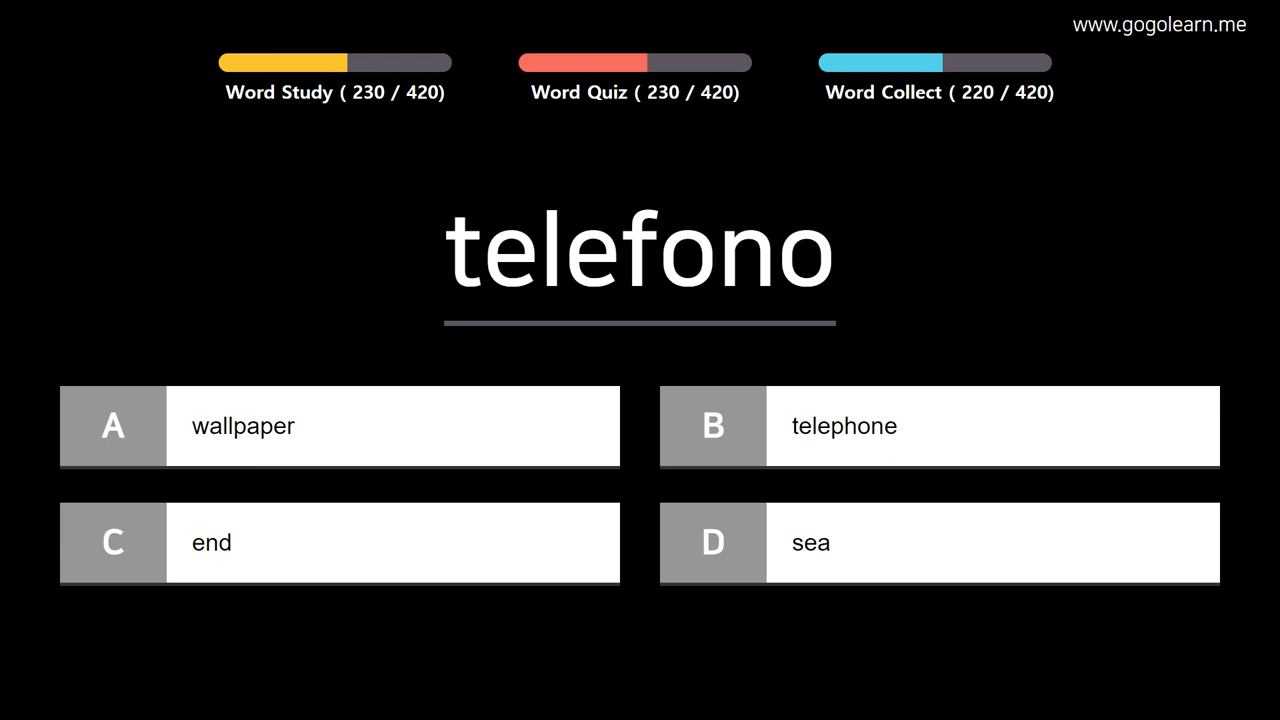 www.gogolearn.me
Word Study ( 230 / 420)
Word Quiz ( 230 / 420)
Word Collect ( 220 / 420)
telefono
A wallpaper
B telephone
C end
D sea